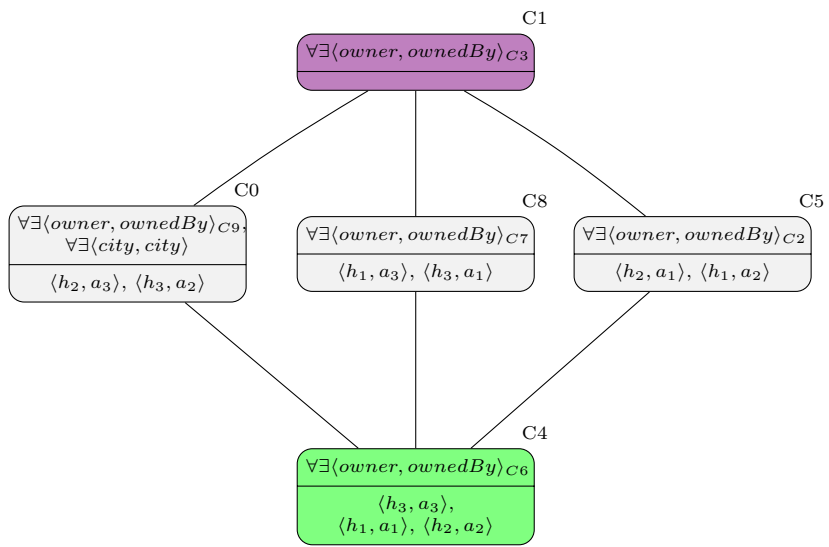 C1
∀∃⟨owner, ownedBy⟩C3
C0
∀∃⟨owner, ownedBy⟩C9,
∀∃⟨city, city⟩
⟨h2, a3⟩, ⟨h3, a2⟩
C8
∀∃⟨owner, ownedBy⟩C7
⟨h1, a3⟩, ⟨h3, a1⟩
C5
∀∃⟨owner, ownedBy⟩C2
⟨h2, a1⟩, ⟨h1, a2⟩
C4
∀∃⟨owner, ownedBy⟩C6
⟨h3, a3⟩,
⟨h1, a1⟩, ⟨h2, a2⟩